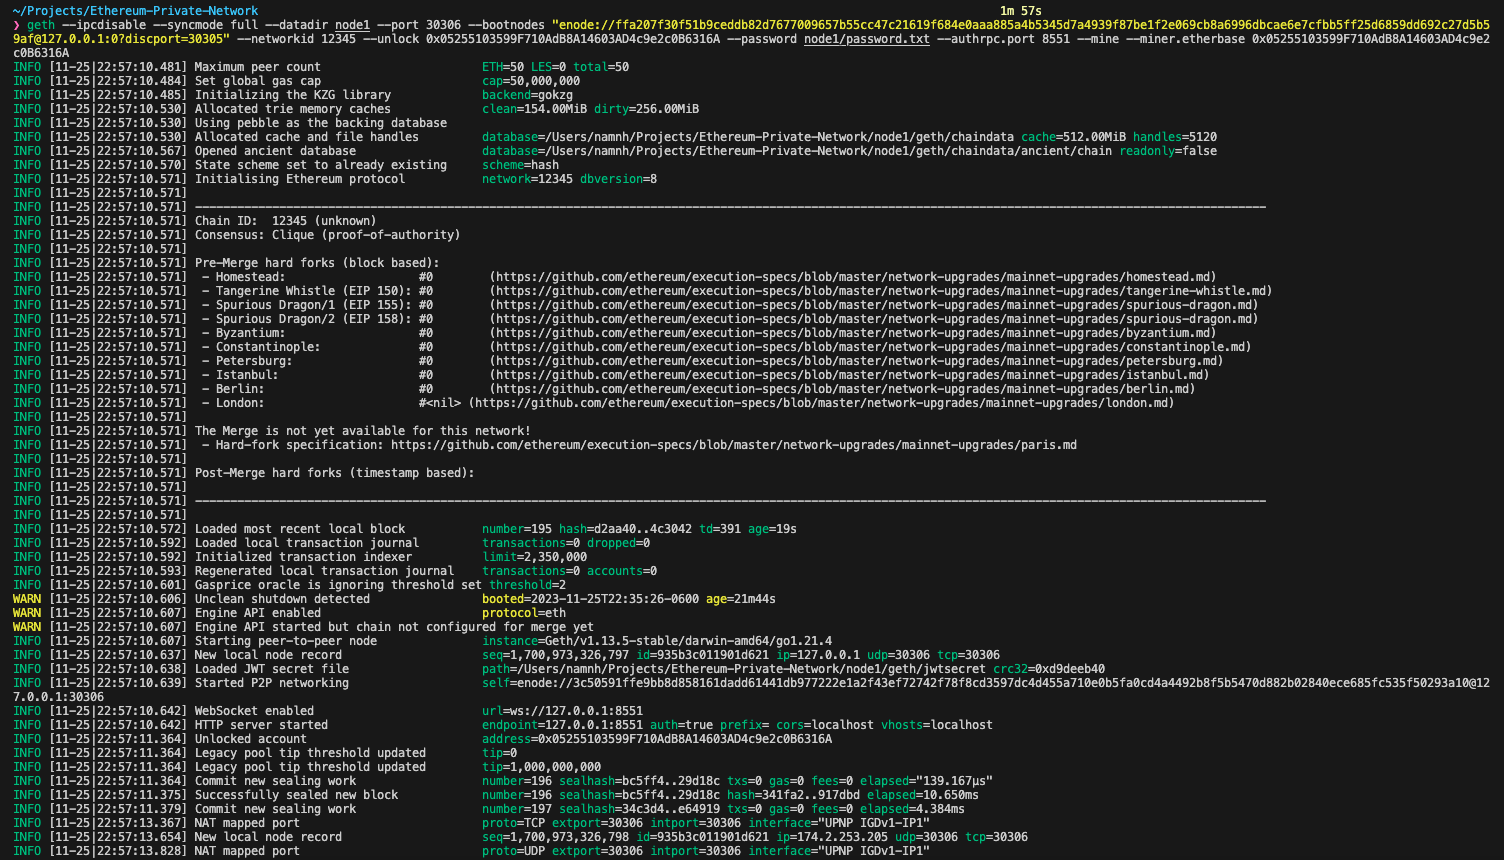 ~/Projects/Ethereum-Private-Network 1m 57s
❯ geth --ipcdisable --syncmode full --datadir node1 --port 30306 --bootnodes "enode://ffa207f30f51b9ceddb82d7677009657b55cc47c21619f684e0aaa885a4b5345d7a4939f87be1f2e069cb8a6996dbcae6e7cfbb5ff25d6859dd692c27d5b5
9af@127.0.0.1:0?discport=30305" --networkid 12345 --unlock 0x05255103599F710AdB8A14603AD4c9e2c0B6316A --password node1/password.txt --authrpc.port 8551 --mine --miner.etherbase 0x05255103599F710AdB8A14603AD4c9e2
c0B6316A
INFO [11-25|22:57:10.481] Maximum peer count ETH=50 LES=0 total=50
INFO [11-25|22:57:10.484] Set global gas cap cap=50,000,000
INFO [11-25|22:57:10.485] Initializing the KZG library backend=gokzg
INFO [11-25|22:57:10.530] Allocated trie memory caches clean=154.00MiB dirty=256.00MiB
INFO [11-25|22:57:10.530] Using pebble as the backing database
INFO [11-25|22:57:10.530] Allocated cache and file handles database=/Users/namnh/Projects/Ethereum-Private-Network/node1/geth/chaindata cache=512.00MiB handles=5120
INFO [11-25|22:57:10.567] Opened ancient database database=/Users/namnh/Projects/Ethereum-Private-Network/node1/geth/chaindata/ancient/chain readonly=false
INFO [11-25|22:57:10.570] State scheme set to already existing scheme=hash
INFO [11-25|22:57:10.571] Initialising Ethereum protocol network=12345 dbversion=8
INFO [11-25|22:57:10.571]
INFO [11-25|22:57:10.571] ---------------------------------------------------------------------------------------------------------------------------------------------------------
INFO [11-25|22:57:10.571] Chain ID:  12345 (unknown)
INFO [11-25|22:57:10.571] Consensus: Clique (proof-of-authority)
INFO [11-25|22:57:10.571]
INFO [11-25|22:57:10.571] Pre-Merge hard forks (block based):
INFO [11-25|22:57:10.571]  - Homestead: #0 (https://github.com/ethereum/execution-specs/blob/master/network-upgrades/mainnet-upgrades/homestead.md)
INFO [11-25|22:57:10.571]  - Tangerine Whistle (EIP 150): #0 (https://github.com/ethereum/execution-specs/blob/master/network-upgrades/mainnet-upgrades/tangerine-whistle.md)
INFO [11-25|22:57:10.571]  - Spurious Dragon/1 (EIP 155): #0 (https://github.com/ethereum/execution-specs/blob/master/network-upgrades/mainnet-upgrades/spurious-dragon.md)
INFO [11-25|22:57:10.571]  - Spurious Dragon/2 (EIP 158): #0 (https://github.com/ethereum/execution-specs/blob/master/network-upgrades/mainnet-upgrades/spurious-dragon.md)
INFO [11-25|22:57:10.571]  - Byzantium: #0 (https://github.com/ethereum/execution-specs/blob/master/network-upgrades/mainnet-upgrades/byzantium.md)
INFO [11-25|22:57:10.571]  - Constantinople: #0 (https://github.com/ethereum/execution-specs/blob/master/network-upgrades/mainnet-upgrades/constantinople.md)
INFO [11-25|22:57:10.571]  - Petersburg: #0 (https://github.com/ethereum/execution-specs/blob/master/network-upgrades/mainnet-upgrades/petersburg.md)
INFO [11-25|22:57:10.571]  - Istanbul: #0 (https://github.com/ethereum/execution-specs/blob/master/network-upgrades/mainnet-upgrades/istanbul.md)
INFO [11-25|22:57:10.571]  - Berlin: #0 (https://github.com/ethereum/execution-specs/blob/master/network-upgrades/mainnet-upgrades/berlin.md)
INFO [11-25|22:57:10.571]  - London: #<nil> (https://github.com/ethereum/execution-specs/blob/master/network-upgrades/mainnet-upgrades/london.md)
INFO [11-25|22:57:10.571]
INFO [11-25|22:57:10.571] The Merge is not yet available for this network!
INFO [11-25|22:57:10.571]  - Hard-fork specification: https://github.com/ethereum/execution-specs/blob/master/network-upgrades/mainnet-upgrades/paris.md
INFO [11-25|22:57:10.571]
INFO [11-25|22:57:10.571] Post-Merge hard forks (timestamp based):
INFO [11-25|22:57:10.571]
INFO [11-25|22:57:10.571] ---------------------------------------------------------------------------------------------------------------------------------------------------------
INFO [11-25|22:57:10.571]
INFO [11-25|22:57:10.572] Loaded most recent local block number=195 hash=d2aa40..4c3042 td=391 age=19s
INFO [11-25|22:57:10.592] Loaded local transaction journal transactions=0 dropped=0
INFO [11-25|22:57:10.592] Initialized transaction indexer limit=2,350,000
INFO [11-25|22:57:10.593] Regenerated local transaction journal transactions=0 accounts=0
INFO [11-25|22:57:10.601] Gasprice oracle is ignoring threshold set threshold=2
WARN [11-25|22:57:10.606] Unclean shutdown detected booted=2023-11-25T22:35:26-0600 age=21m44s
WARN [11-25|22:57:10.607] Engine API enabled protocol=eth
WARN [11-25|22:57:10.607] Engine API started but chain not configured for merge yet
INFO [11-25|22:57:10.607] Starting peer-to-peer node instance=Geth/v1.13.5-stable/darwin-amd64/go1.21.4
INFO [11-25|22:57:10.637] New local node record seq=1,700,973,326,797 id=935b3c011901d621 ip=127.0.0.1 udp=30306 tcp=30306
INFO [11-25|22:57:10.638] Loaded JWT secret file path=/Users/namnh/Projects/Ethereum-Private-Network/node1/geth/jwtsecret crc32=0xd9deeb40
INFO [11-25|22:57:10.639] Started P2P networking self=enode://3c50591ffe9bb8d858161dadd61441db977222e1a2f43ef72742f78f8cd3597dc4d455a710e0b5fa0cd4a4492b8f5b5470d882b02840ece685fc535f50293a10@12
7.0.0.1:30306
INFO [11-25|22:57:10.642] WebSocket enabled url=ws://127.0.0.1:8551
INFO [11-25|22:57:10.642] HTTP server started endpoint=127.0.0.1:8551 auth=true prefix= cors=localhost vhosts=localhost
INFO [11-25|22:57:11.364] Unlocked account address=0x05255103599F710AdB8A14603AD4c9e2c0B6316A
INFO [11-25|22:57:11.364] Legacy pool tip threshold updated tip=0
INFO [11-25|22:57:11.364] Legacy pool tip threshold updated tip=1,000,000,000
INFO [11-25|22:57:11.364] Commit new sealing work number=196 sealhash=bc5ff4..29d18c txs=0 gas=0 fees=0 elapsed="139.167µs"
INFO [11-25|22:57:11.375] Successfully sealed new block number=196 sealhash=bc5ff4..29d18c hash=341fa2..917dbd elapsed=10.650ms
INFO [11-25|22:57:11.379] Commit new sealing work number=197 sealhash=34c3d4..e64919 txs=0 gas=0 fees=0 elapsed=4.384ms
INFO [11-25|22:57:13.367] NAT mapped port proto=TCP extport=30306 intport=30306 interface="UPNP IGDv1-IP1"
INFO [11-25|22:57:13.654] New local node record seq=1,700,973,326,798 id=935b3c011901d621 ip=174.2.253.205 udp=30306 tcp=30306
INFO [11-25|22:57:13.828] NAT mapped port proto=UDP extport=30306 intport=30306 interface="UPNP IGDv1-IP1"